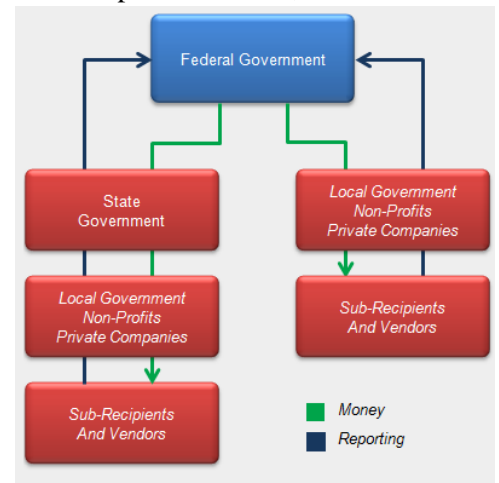 Federal Government
State
Government
Local Government
Non-Profits
Private Companies
Local Government
Non-Profits
Private Companies
Sub-Recipients
And Vendors
Sub-Recipients
And Vendors
Money
Reporting